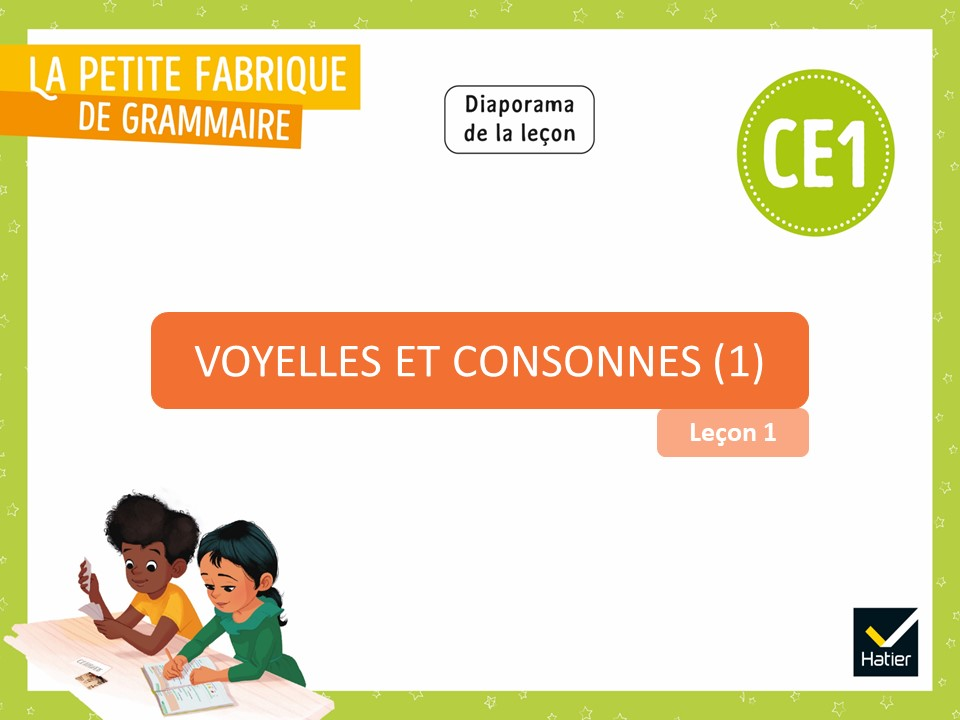 LA PETITE FABRIQUE
DE GRAMMAIRE
Diaporama
de la leçon
CE1
VOYELLES ET CONSONNES (1)
Leçon 1
Hatier